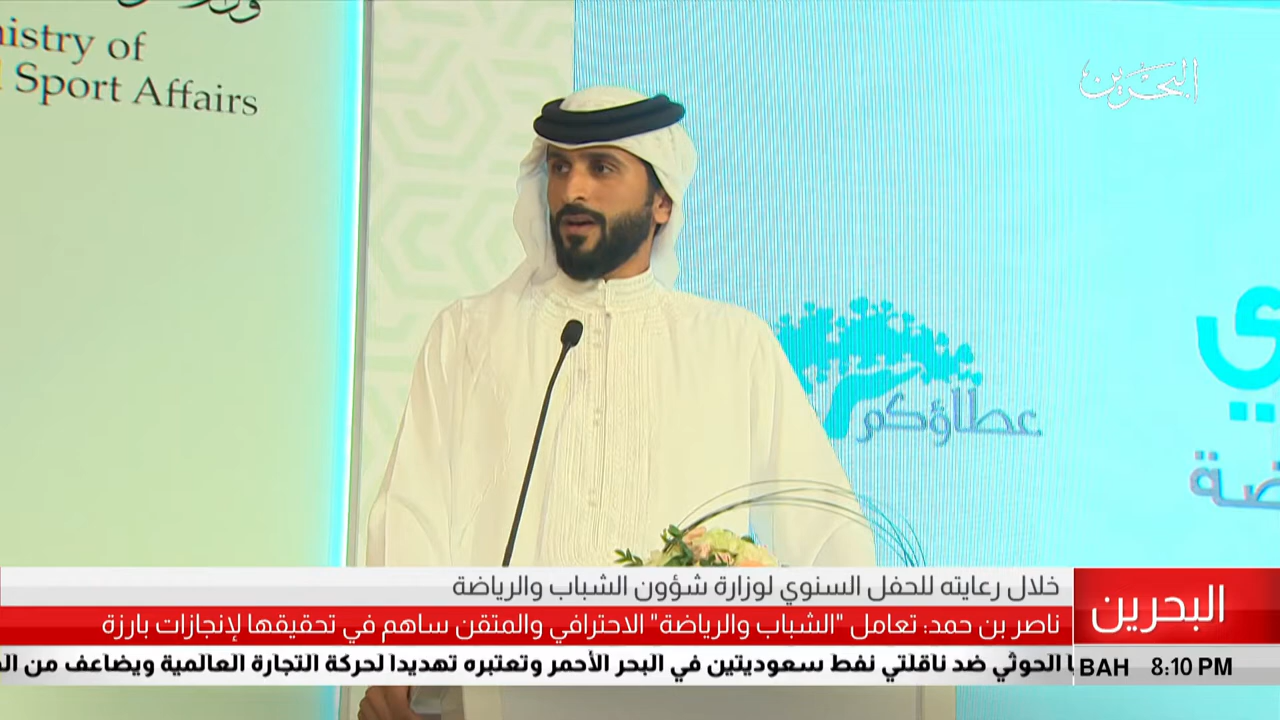 Ministry of
Sport Affairs
البحرين
عطاؤكم
خلال رعايته للحفل السنوي لوزارة شؤون الشباب والرياضة
ناصر بن حمد: تعامل "الشباب والرياضة" الاحترافي والمتقن ساهم في تحقيقها لإنجازات بارزة
البحرين
الحوثي ضد ناقلتي نفط سعوديتين في البحر الأحمر وتعتبره تهديدا لحركة التجارة العالمية ويضاعف من
BAH 8:10 PM